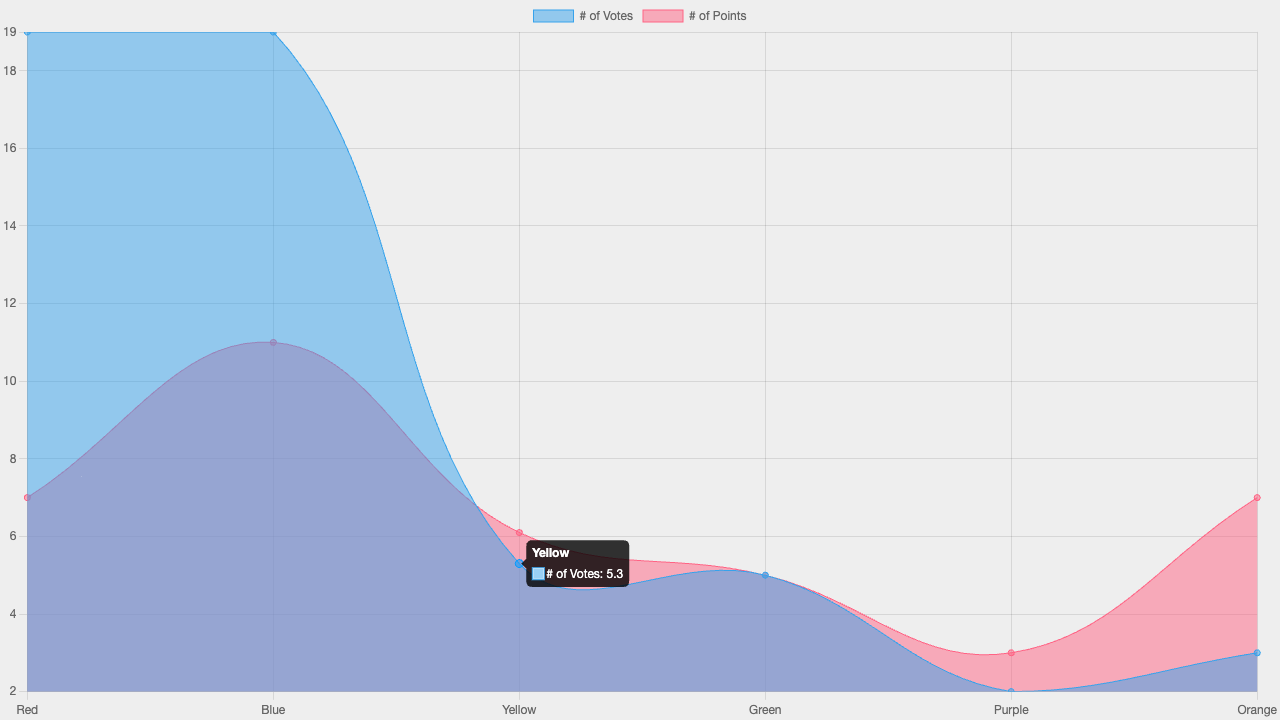 # of Votes # of Points
19
18
16
14
12
10
8
6
4
2
Yellow
# of Votes: 5.3
Red Blue Yellow Green Purple Orange